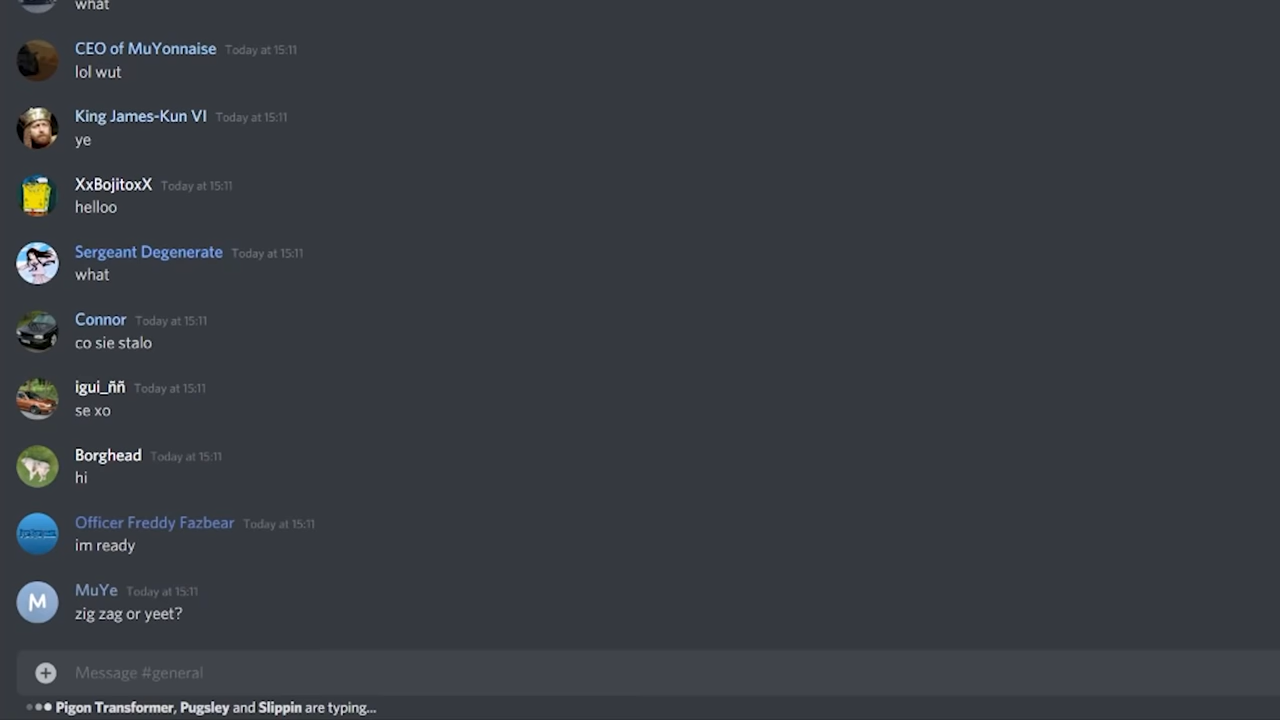 what
CEO of MuYonnaise Today at 15:11
lol wut
King James-Kun VI Today at 15:11
ye
XxBojitoxX Today at 15:11
helloo
Sergeant Degenerate Today at 15:11
what
Connor Today at 15:11
co sie stalo
igui_ññ Today at 15:11
se xo
Borghead Today at 15:11
hi
Officer Freddy Fazbear Today at 15:11
im ready
M
MuYe Today at 15:11
zig zag or yeet?
Message #general
Pigon Transformer, Pugsley and Slippin are typing...